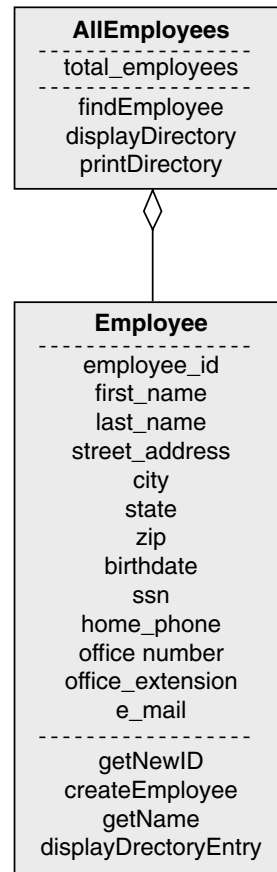 AllEmployees
total_employees
findEmployee
displayDirectory
printDirectory
Employee
employee_id
first_name
last_name
street_address
city
state
zip
birthdate
ssn
home_phone
office number
office_extension
e_mail
getNewID
createEmployee
getName
displayDrectoryEntry